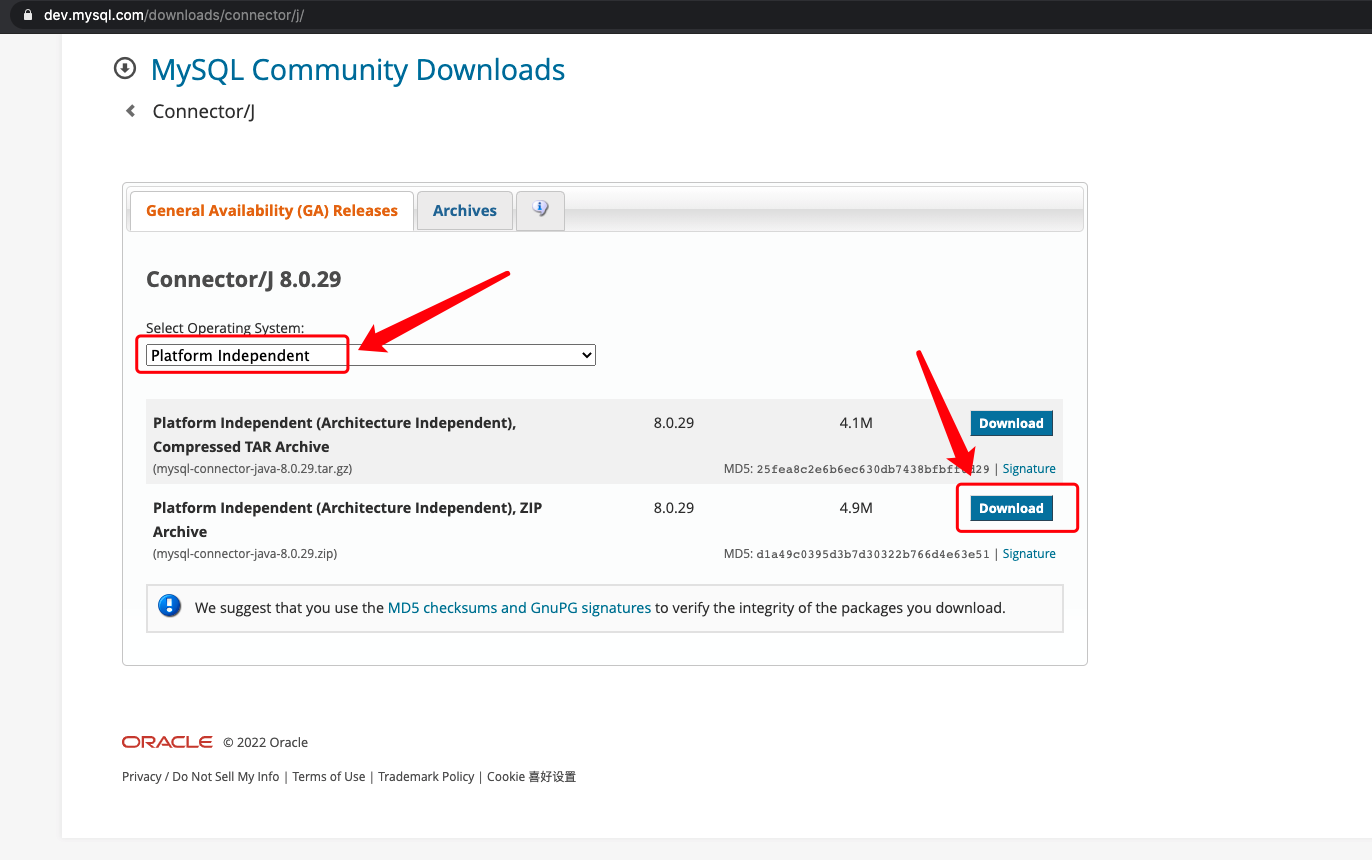 dev.mysql.com/downloads/connector/j/
MySQL Community Downloads
Connector/J
General Availability (GA) Releases
Archives
Connector/J 8.0.29
Select Operating System:
Platform Independent
Platform Independent (Architecture Independent), 8.0.29 4.1M Download
Compressed TAR Archive
(mysql-connector-java-8.0.29.tar.gz) MD5: | Signature
Platform Independent (Architecture Independent), ZIP 8.0.29 4.9M Download
Archive
(mysql-connector-java-8.0.29.zip) MD5: d1a49c0395d3b7d30322b766d4e63e51 | Signature
We suggest that you use the MD5 checksums and GnuPG signatures to verify the integrity of the packages you download.
ORACLE © 2022 Oracle
Privacy / Do Not Sell My Info | Terms of Use | Trademark Policy | Cookie 喜好设置